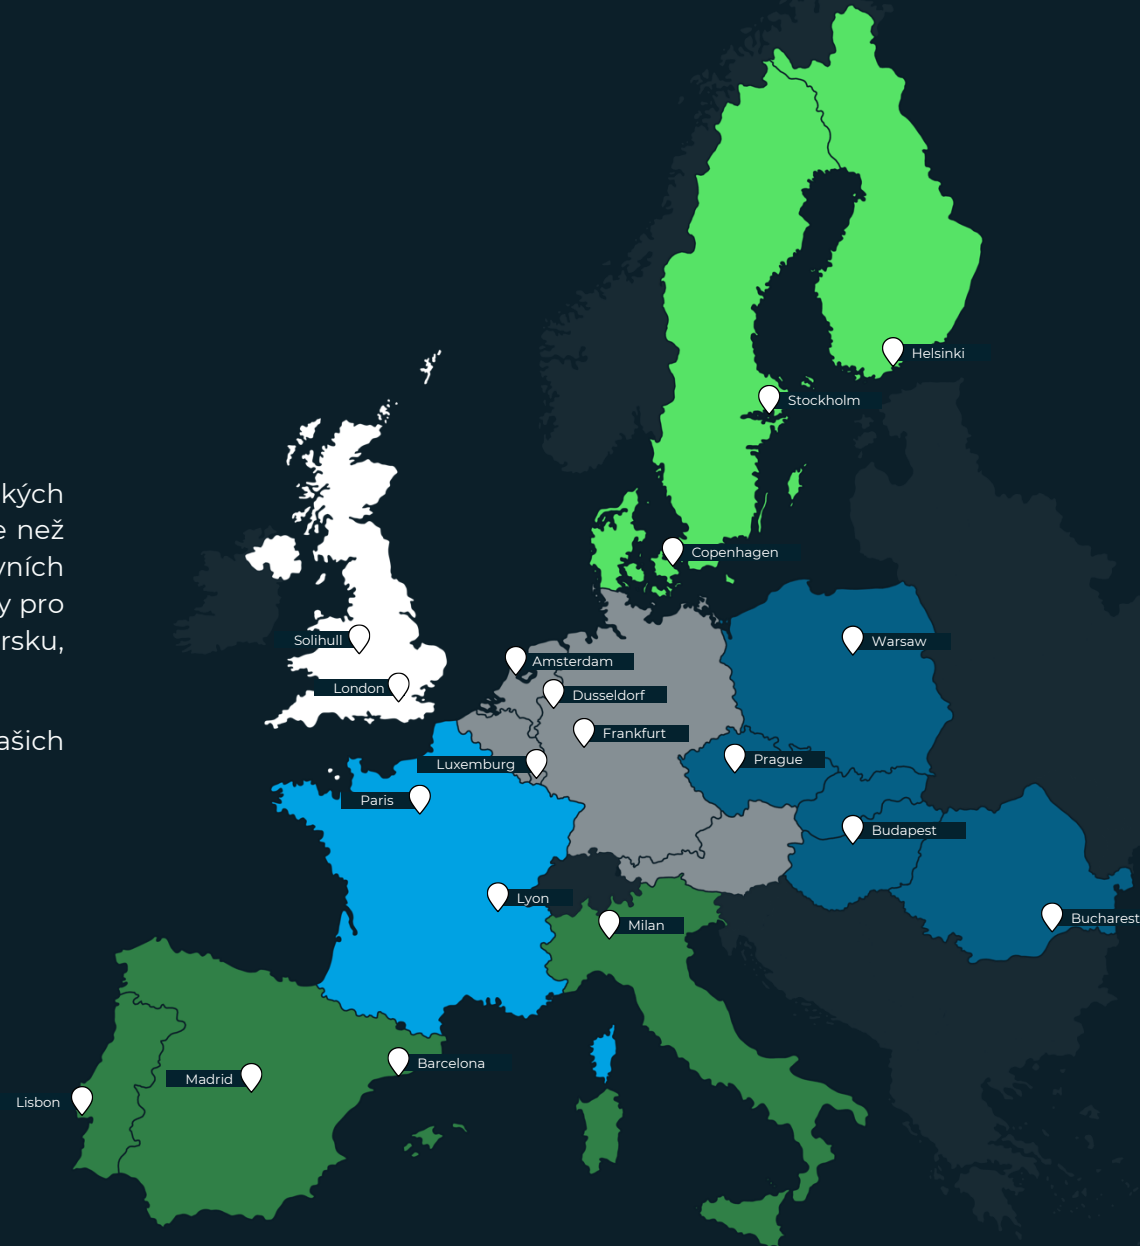 Helsinki
Stockholm
kých
e než
Copenhagen
vních
y pro
rsku,
Solihull
Warsaw
Amsterdam
London
Dusseldorf
Frankfurt
ašich
Prague
Luxemburg
Paris
Budapest
Lyon
Bucharest
Milan
Barcelona
Madrid
Lisbon